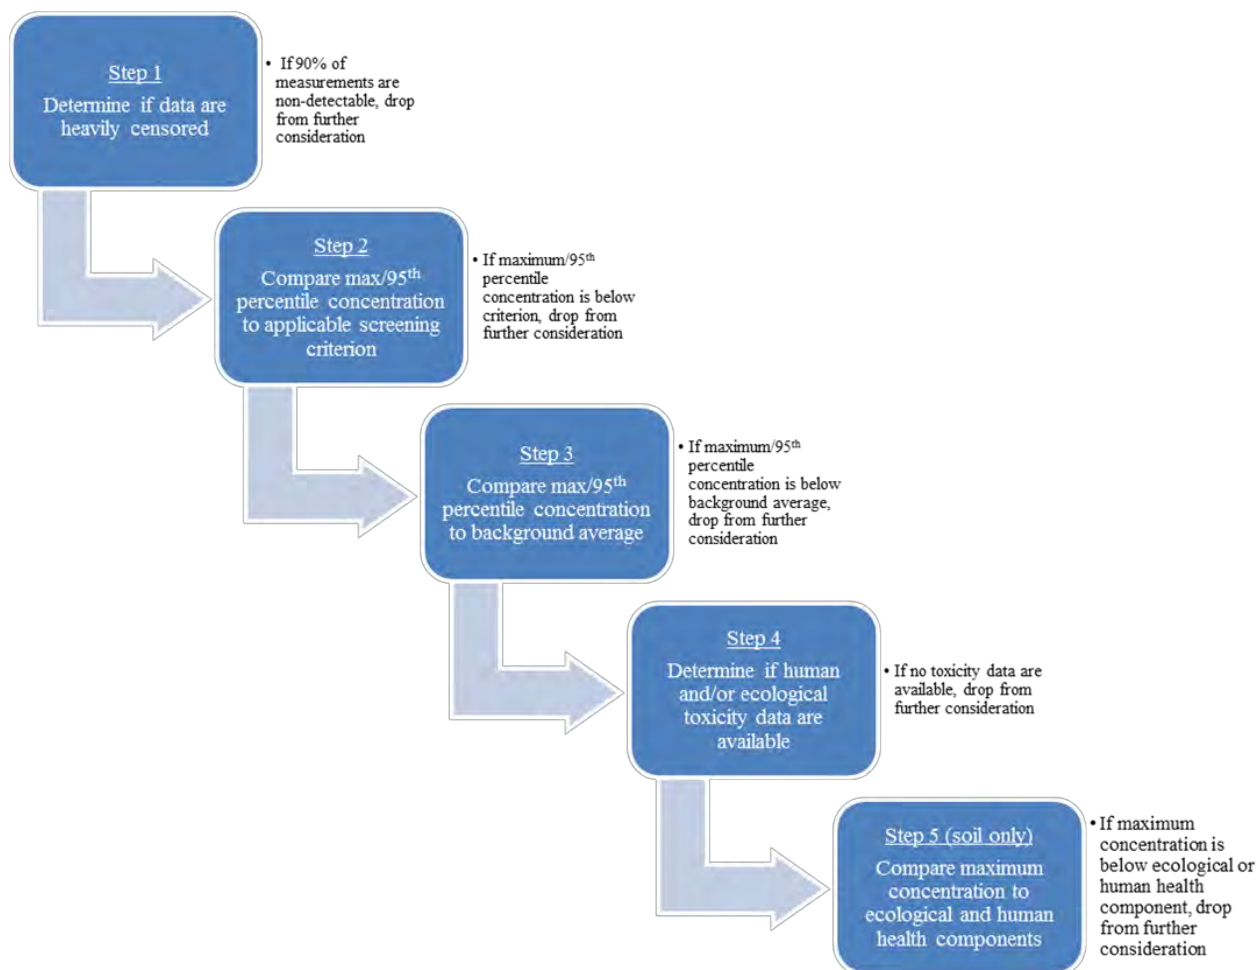 Step 1
Determine if data are
heavily censored
• If 90% of
measurements are
non-detectable, drop
from further
consideration
Step 2
Compare max/95th
percentile concentration
to applicable screening
criterion
• If maximum/95th
percentile
concentration is below
criterion, drop from
further consideration
Step 3
Compare max/95th
percentile concentration
to background average
• If maximum/95th
percentile
concentration is below
background average,
drop from further
consideration
Step 4
Determine if human
and/or ecological
toxicity data are
available
• If no toxicity data are
available, drop from
further consideration
Step 5 (soil only)
Compare maximum
concentration to
ecological and human
health components
• If maximum
concentration is
below ecological or
human health
component, drop
from further
consideration